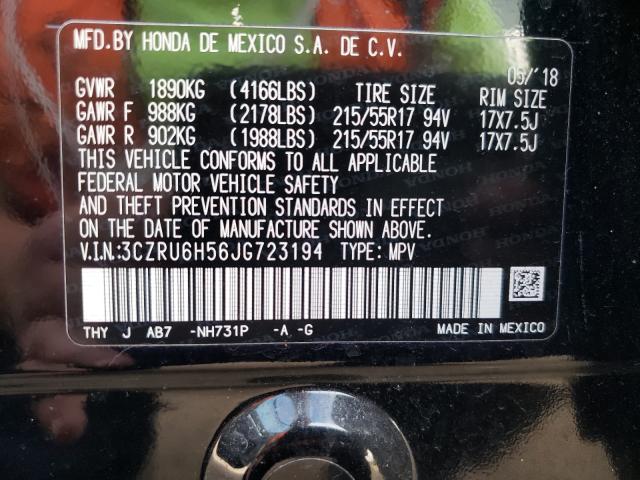 MFD.BY HONDA DE MEXICO S.A. DE C.V.
05/'18
GVWR 1890KG (4166LBS) TIRE SIZE RIM SIZE
GAWR F 988KG (2178LBS) 215/55R17 94V 17X7.5J
GAWR R 902KG (1988LBS) 215/55R17 94V 17X7.5J
THIS VEHICLE CONFORMS TO ALL APPLICABLE
FEDERAL MOTOR VEHICLE SAFETY
AND THEFT PREVENTION STANDARDS IN EFFECT
ON THE DATE OF MANUFACTURE SHOWN ABOVE.
V.I.N:3CZRU6H56JG723194 TYPE: MPV
THY J AB7 -NH731P -A -G MADE IN MEXICO